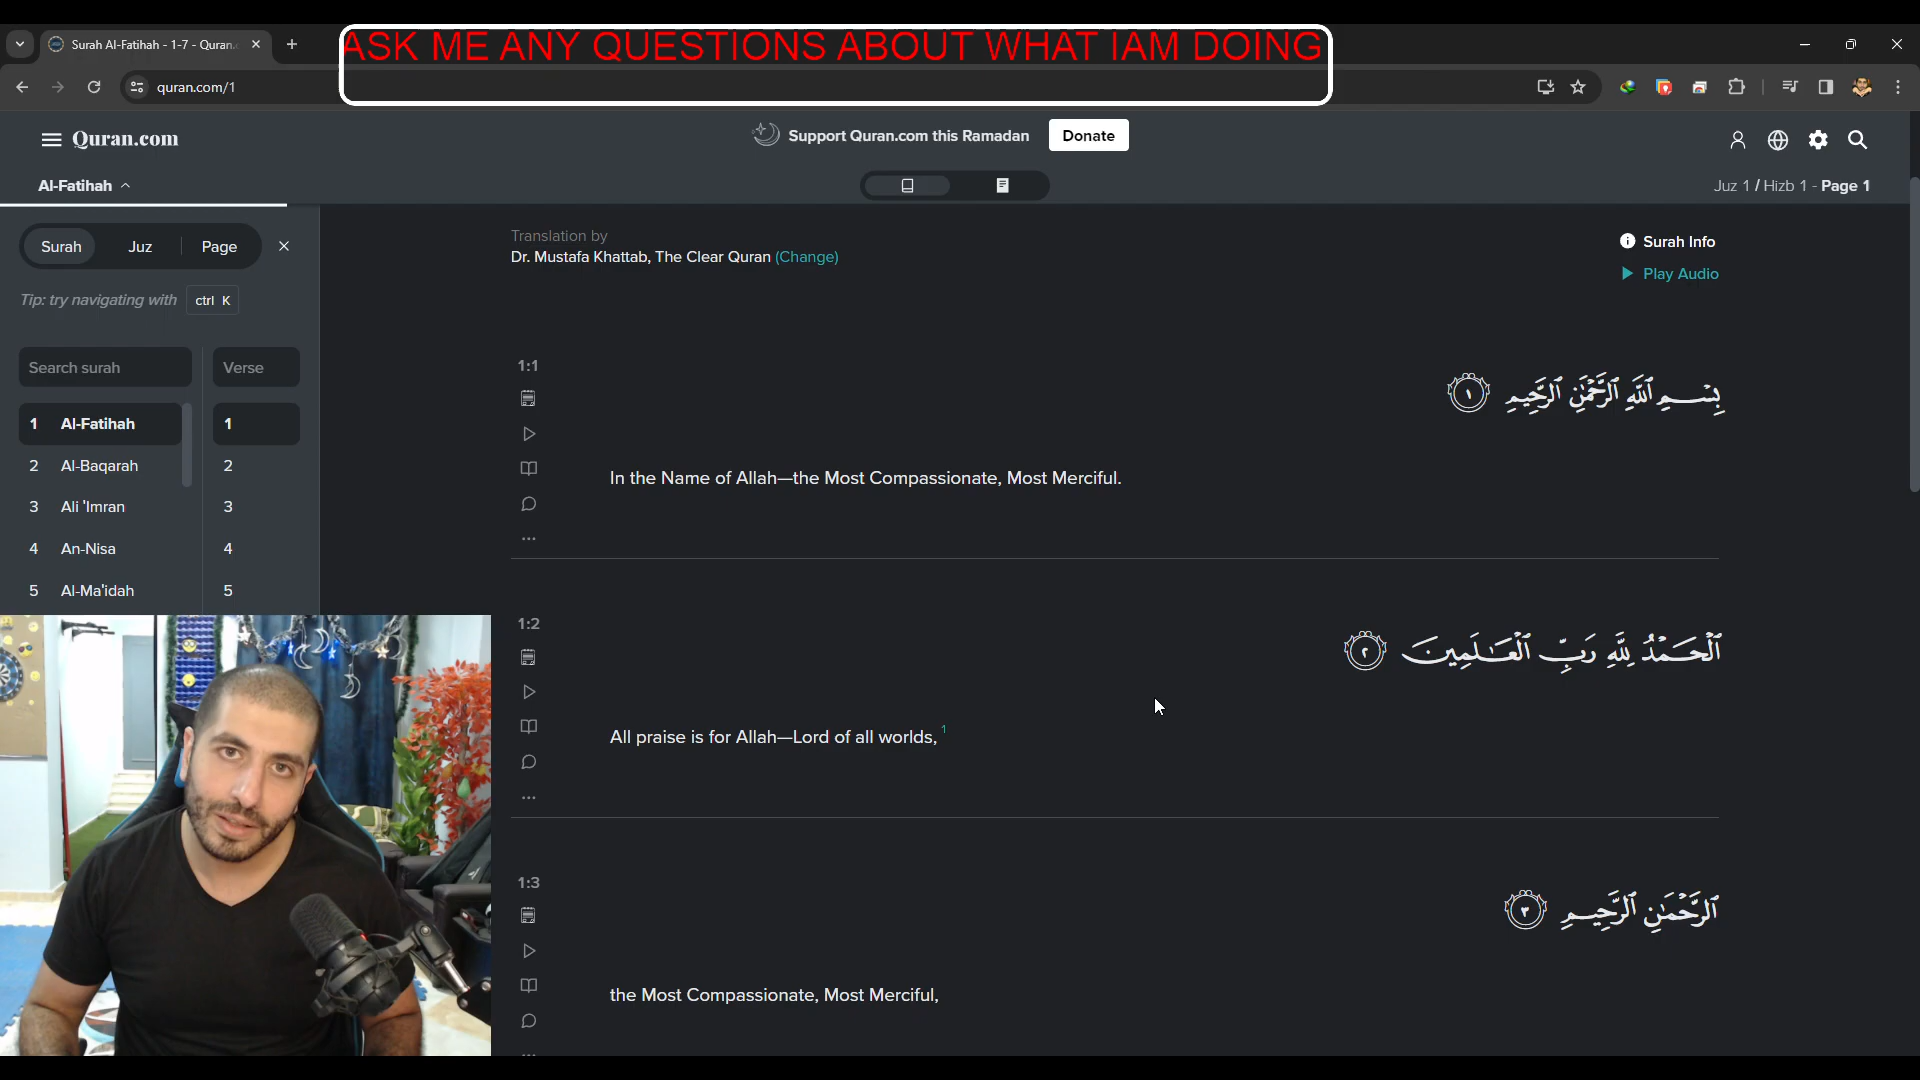 Surah Al-Fatihah - 1-7 - Quran.
ASK ME ANY QUESTIONS ABOUT WHAT IAM DOING
quran.com/1
Quran.com
Support Quran.com this Ramadan
Donate
Al-Fatihah
Juz 1 / Hizb 1 - Page 1
Surah
Juz
Page
Tip: try navigating with
ctrl K
Search surah
Verse
1 Al-Fatihah
1
2 Al-Baqarah
2
3 Ali 'Imran
3
4 An-Nisa
4
5 Al-Ma'idah
5
Translation by
Dr. Mustafa Khattab, The Clear Quran (Change)
Surah Info
Play Audio
1:1
بِسْمِ ٱللَّهِ ٱلرَّحْمَـٰنِ ٱلرَّحِيمِ ١
In the Name of Allah—the Most Compassionate, Most Merciful.
1:2
ٱلْحَمْدُ لِلَّهِ رَبِّ ٱلْعَـٰلَمِينَ ٢
All praise is for Allah—Lord of all worlds, 1
1:3
ٱلرَّحْمَـٰنِ ٱلرَّحِيمِ ٣
the Most Compassionate, Most Merciful,